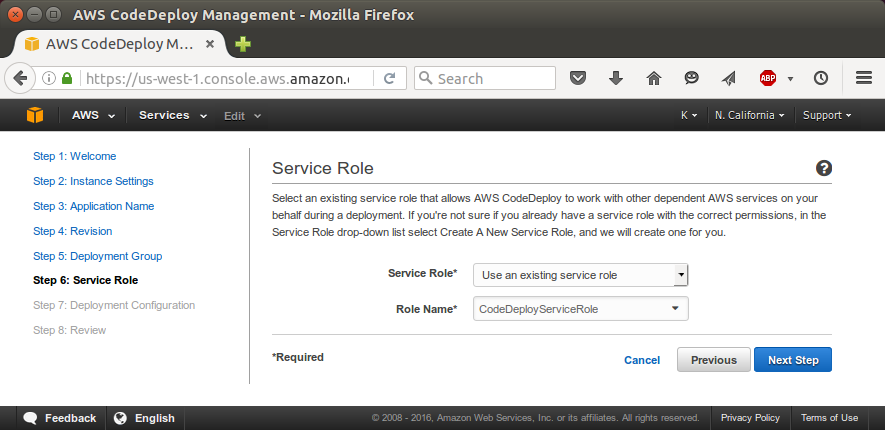 AWS CodeDeploy Management - Mozilla Firefox
AWS CodeDeploy M...
https://us-west-1.console.aws.amazon.c
Search
ABP
AWS
Services
Edit
K
N. California
Support
Step 1: Welcome
Step 2: Instance Settings
Step 3: Application Name
Step 4: Revision
Step 5: Deployment Group
Step 6: Service Role
Step 7: Deployment Configuration
Step 8: Review
Service Role
?
Select an existing service role that allows AWS CodeDeploy to work with other dependent AWS services on your
behalf during a deployment. If you're not sure if you already have a service role with the correct permissions, in the
Service Role drop-down list select Create A New Service Role, and we will create one for you.
Service Role*
Use an existing service role
Role Name*
CodeDeployServiceRole
*Required
Cancel
Previous
Next Step
Feedback
English
© 2008 - 2016, Amazon Web Services, Inc. or its affiliates. All rights reserved.
Privacy Policy
Terms of Use